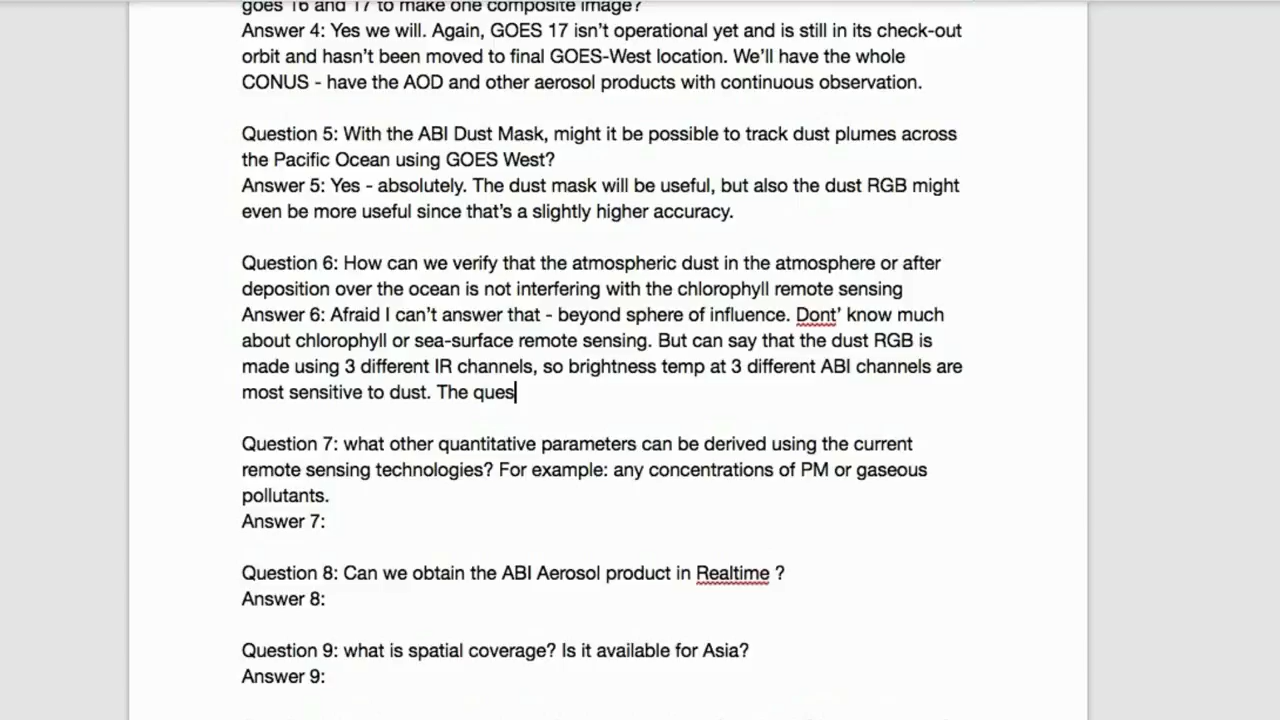 goes 16 and 17 to make one composite image?
Answer 4: Yes we will. Again, GOES 17 isn’t operational yet and is still in its check-out
orbit and hasn’t been moved to final GOES-West location. We’ll have the whole
CONUS - have the AOD and other aerosol products with continuous observation.
Question 5: With the ABI Dust Mask, might it be possible to track dust plumes across
the Pacific Ocean using GOES West?
Answer 5: Yes - absolutely. The dust mask will be useful, but also the dust RGB might
even be more useful since that’s a slightly higher accuracy.
Question 6: How can we verify that the atmospheric dust in the atmosphere or after
deposition over the ocean is not interfering with the chlorophyll remote sensing
Answer 6: Afraid I can’t answer that - beyond sphere of influence. Dont’ know much
about chlorophyll or sea-surface remote sensing. But can say that the dust RGB is
made using 3 different IR channels, so brightness temp at 3 different ABI channels are
most sensitive to dust. The ques
Question 7: what other quantitative parameters can be derived using the current
remote sensing technologies? For example: any concentrations of PM or gaseous
pollutants.
Answer 7:
Question 8: Can we obtain the ABI Aerosol product in Realtime ?
Answer 8:
Question 9: what is spatial coverage? Is it available for Asia?
Answer 9: